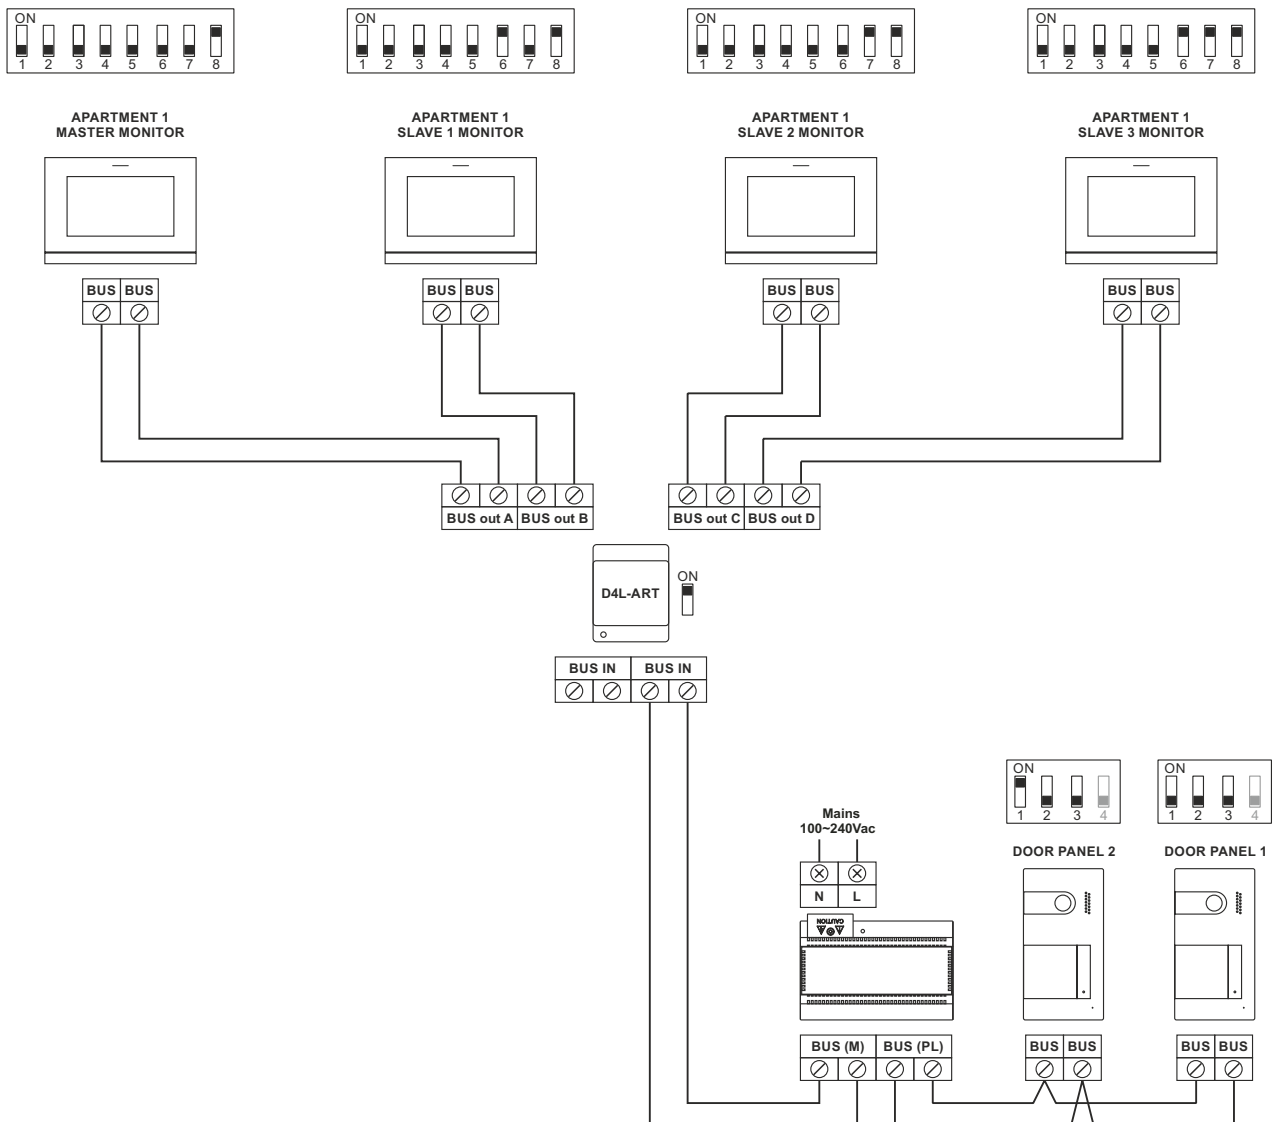 ON ON ON ON
1 2 3 4 5 6 7 8 1 2 3 4 5 6 7 8 1 2 3 4 5 6 7 8 1 2 3 4 5 6 7 8
APARTMENT 1 APARTMENT 1 APARTMENT 1 APARTMENT 1
MASTER MONITOR SLAVE 1 MONITOR SLAVE 2 MONITOR SLAVE 3 MONITOR
BUS BUS BUS BUS BUS BUS BUS BUS
BUS out A BUS out B BUS out C BUS out D
ON
D4L-ART
BUS IN BUS IN
ON ON
1 2 3 4 1 2 3 4
Mains
100~240Vac
DOOR PANEL 2 DOOR PANEL 1
N L
CAUTION
BUS (M) BUS (PL) BUS BUS BUS BUS